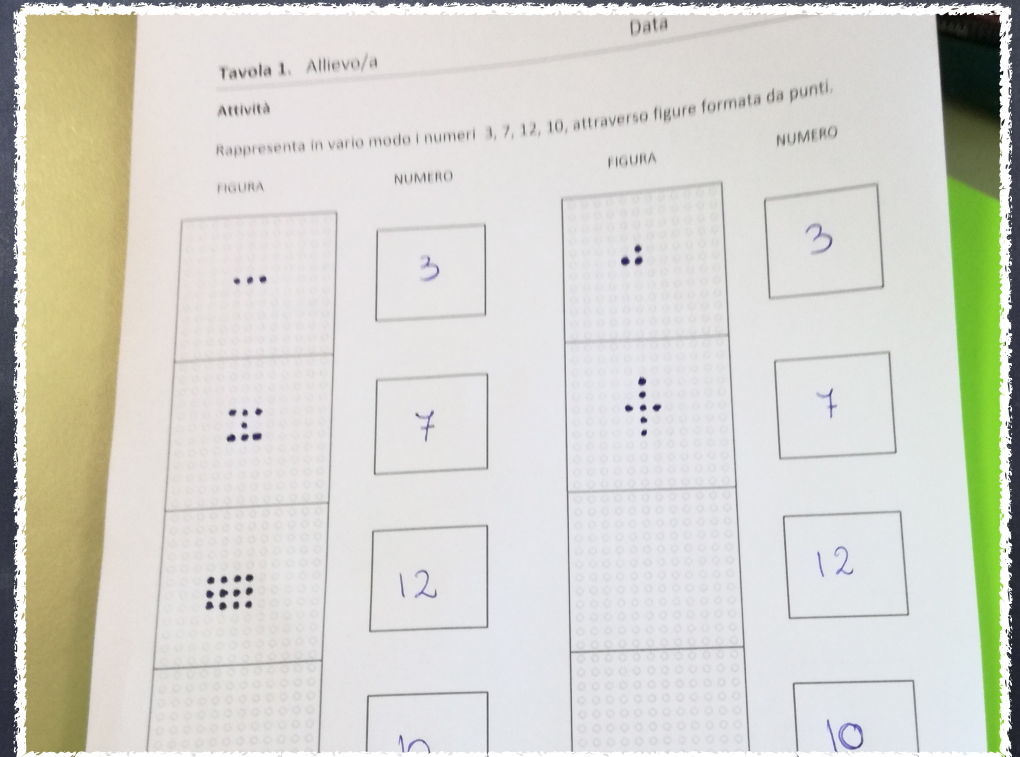 Data
Tavola 1. Allievo/a
Attività
Rappresenta in vario modo i numeri 3, 7, 12, 10, attraverso figure formata da punti.
FIGURA NUMERO FIGURA NUMERO
3 3
7 7
12 12
10 10